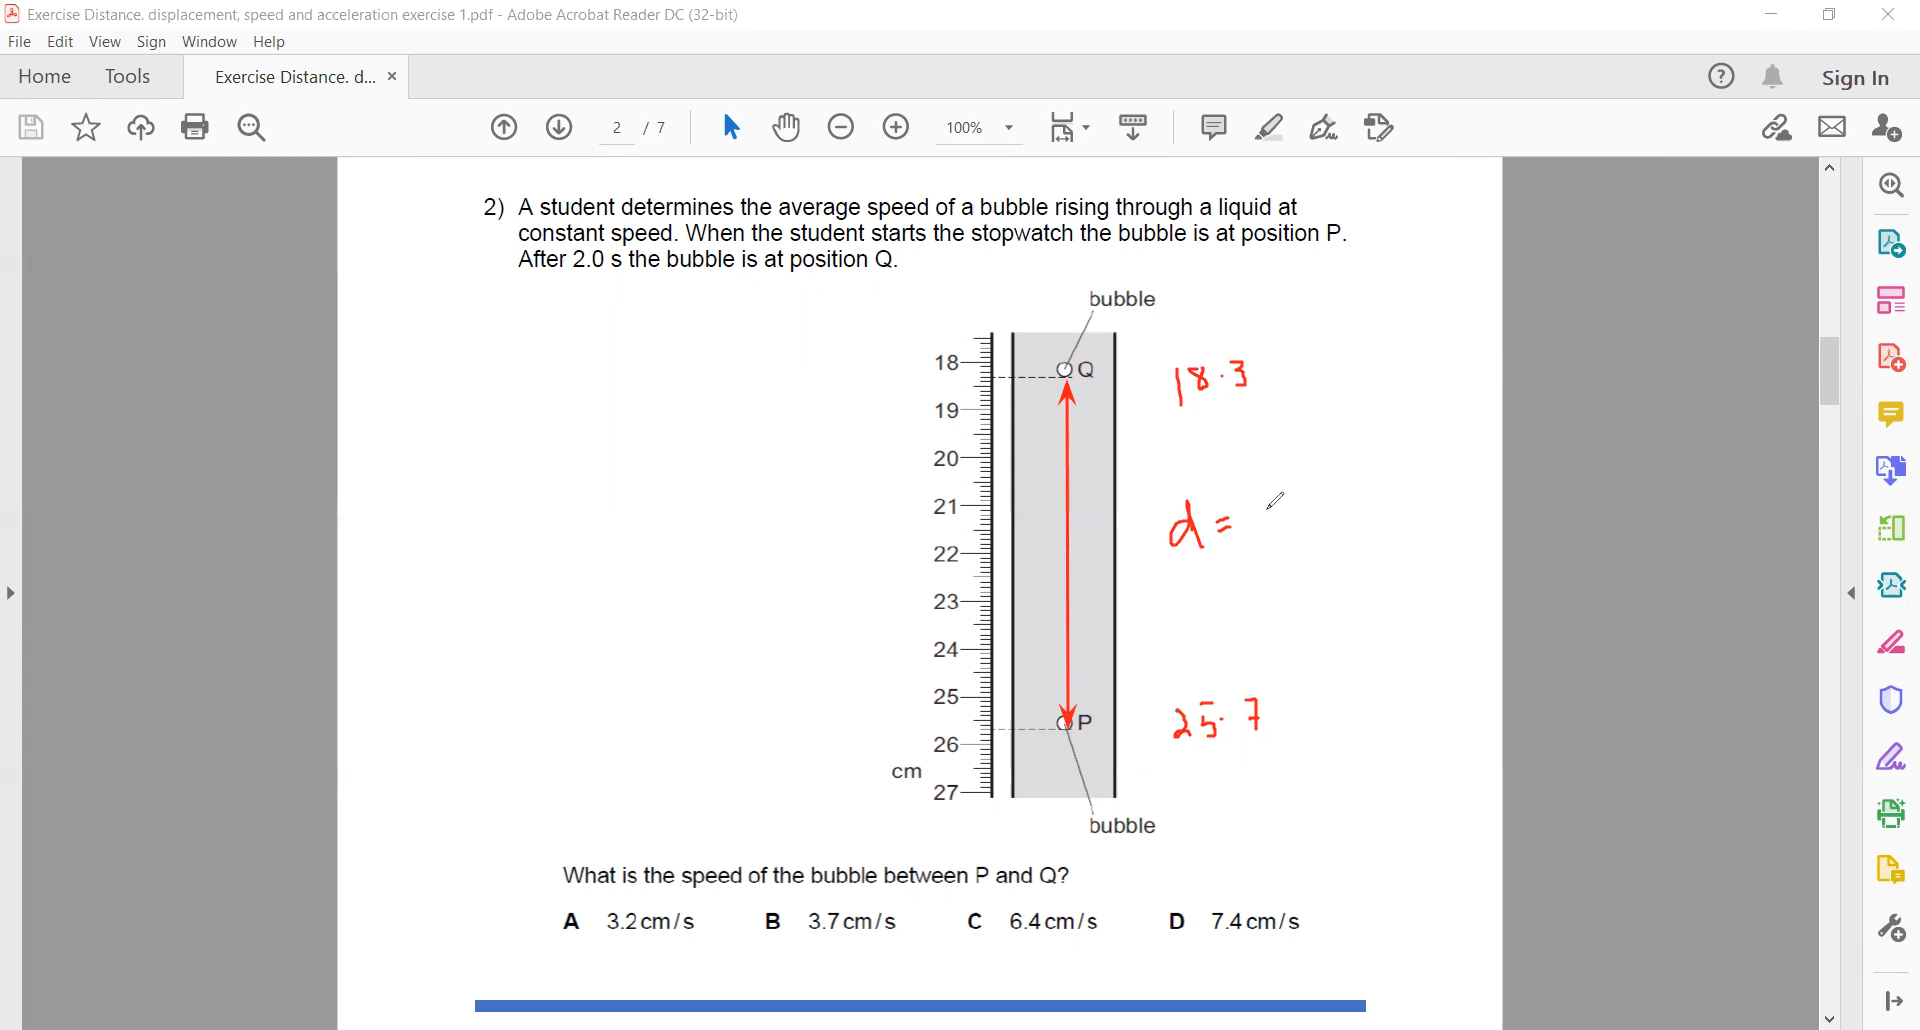 Exercise Distance. displacement, speed and acceleration exercise 1.pdf - Adobe Acrobat Reader DC (32-bit)
File Edit View Sign Window Help
Home Tools Exercise Distance. d... × Sign In
2 / 7 100%
2) A student determines the average speed of a bubble rising through a liquid at
constant speed. When the student starts the stopwatch the bubble is at position P.
After 2.0 s the bubble is at position Q.
bubble
18 Q 18.3
19
20
21 d =
22
23
24
25 P 25.7
26
cm
27
bubble
What is the speed of the bubble between P and Q?
A 3.2 cm/s B 3.7 cm/s C 6.4 cm/s D 7.4 cm/s